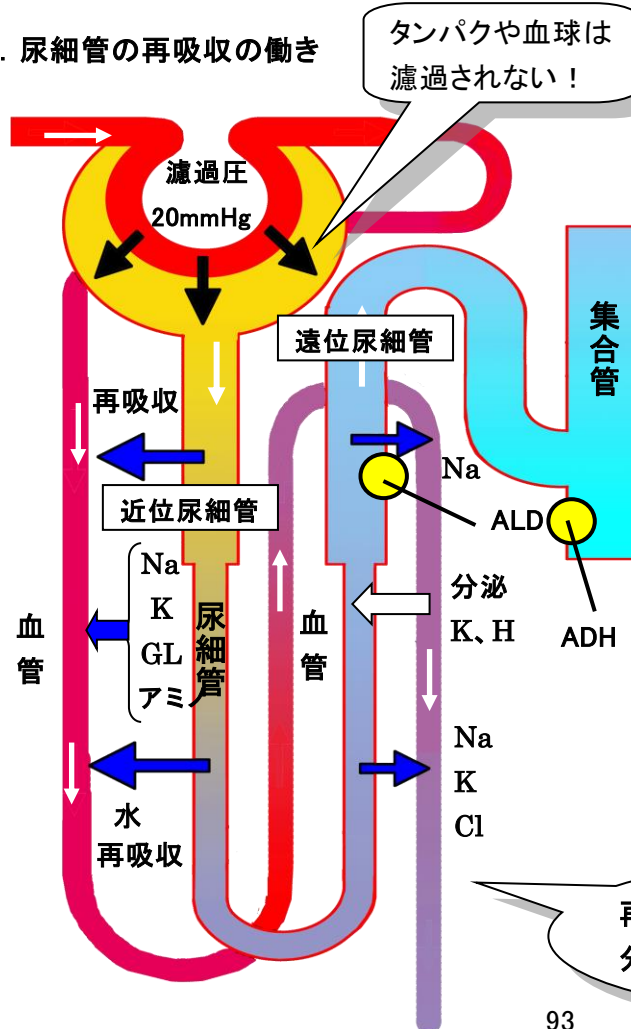 . 尿細管の再吸収の働き
タンパクや血球は
濾過されない！
濾過圧
20mmHg
遠位尿細管
集合管
再吸収
近位尿細管
Na
ALD
ADH
Na
K
GL
アミノ
尿細管
血管
血管
分泌
K、H
水
再吸収
Na
K
Cl
再
分
93